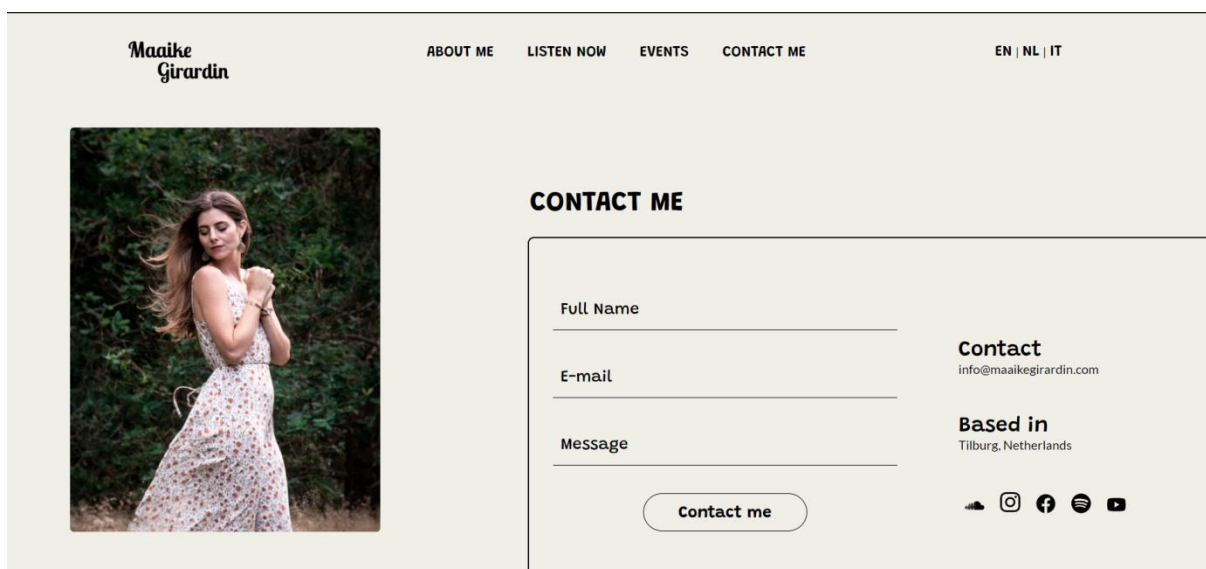 Maaike
Girardin
ABOUT ME LISTEN NOW EVENTS CONTACT ME
EN | NL | IT
CONTACT ME
Full Name
E-mail
Message
Contact me
Contact
info@maaikegirardin.com
Based in
Tilburg, Netherlands